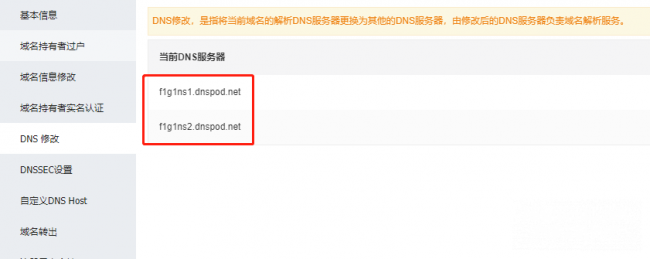 基本信息
域名持有者过户
域名信息修改
域名持有者实名认证
DNS 修改
DNSSEC设置
自定义DNS Host
域名转出
DNS修改，是指将当前域名的解析DNS服务器更换为其他的DNS服务器，由修改后的DNS服务器负责域名解析服务。
当前DNS服务器
f1g1ns1.dnspod.net
f1g1ns2.dnspod.net